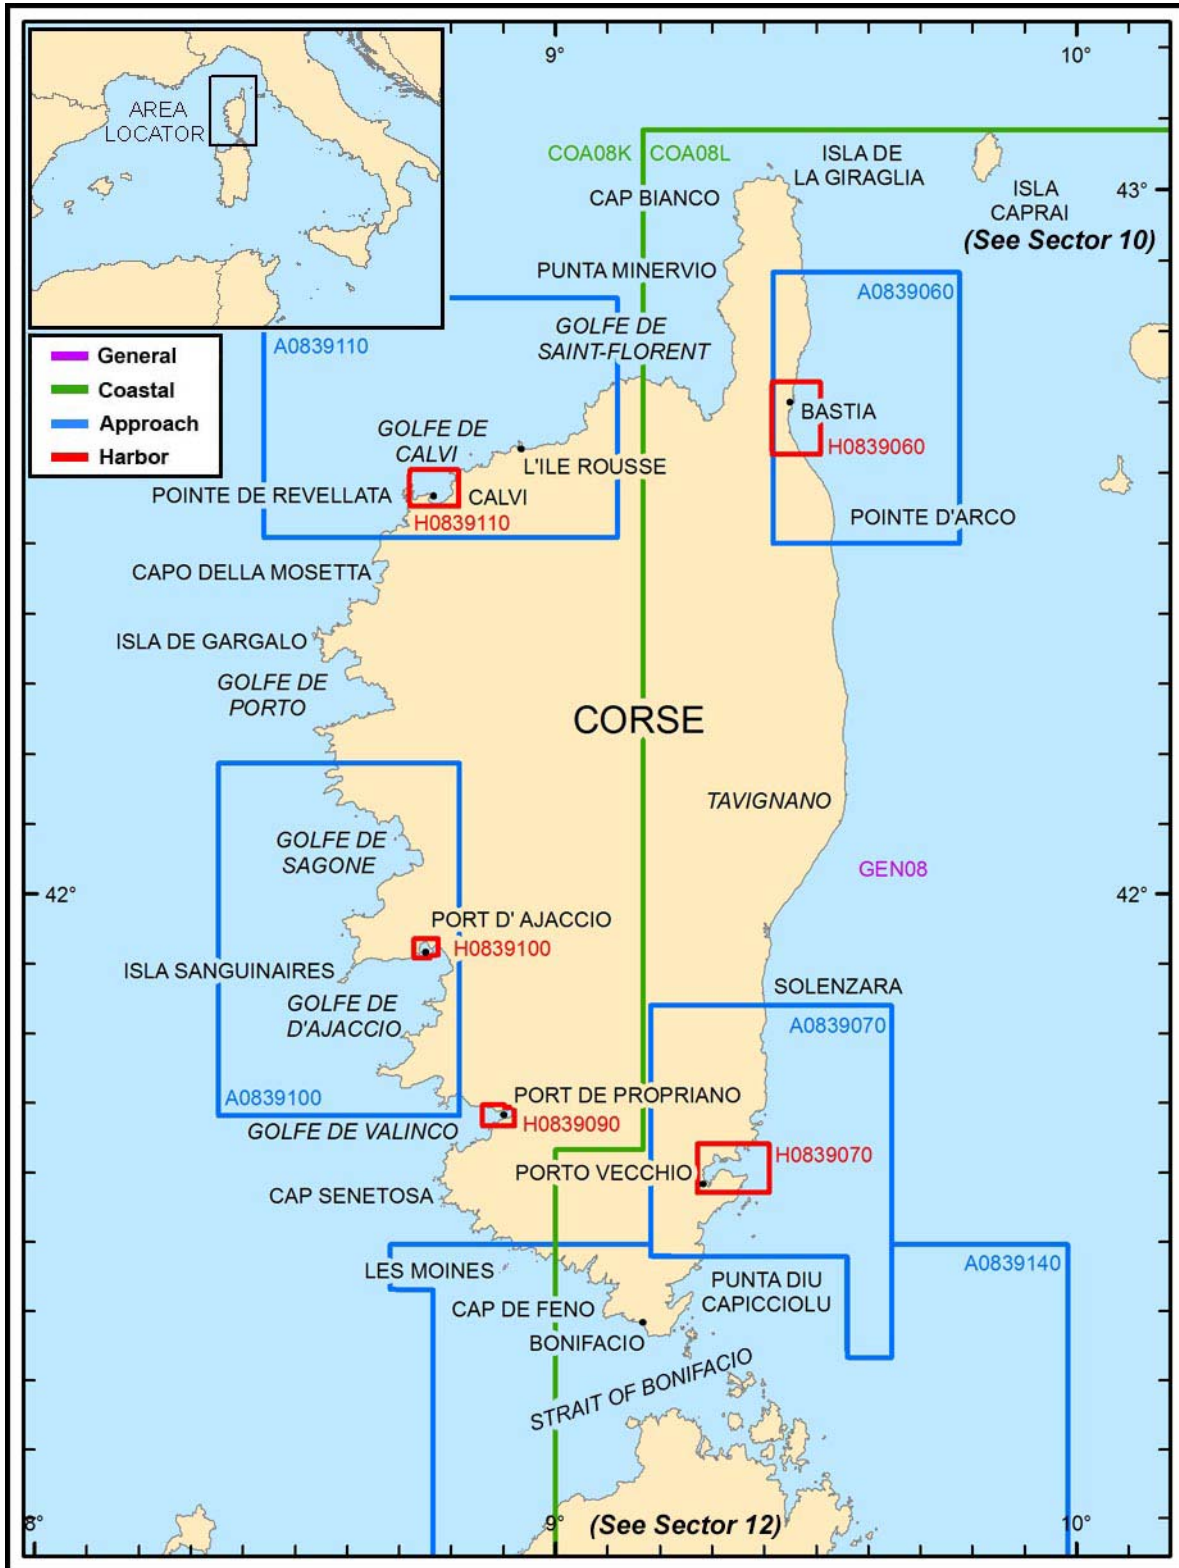 9°
10°
AREA
LOCATOR
COA08K
COA08L
ISLA DE
LA GIRAGLIA
CAP BIANCO
ISLA
CAPRAI
43°
(See Sector 10)
PUNTA MINERVIO
A0839060
GOLFE DE
SAINT-FLORENT
A0839110
General
Coastal
Approach
Harbor
BASTIA
H0839060
GOLFE DE
CALVI
L'ILE ROUSSE
POINTE DE REVELLATA
CALVI
H0839110
POINTE D'ARCO
CAPO DELLA MOSETTA
ISLA DE GARGALO
GOLFE DE
PORTO
CORSE
TAVIGNANO
GOLFE DE
SAGONE
GEN08
42°
42°
PORT D' AJACCIO
H0839100
ISLA SANGUINAIRES
GOLFE DE
D'AJACCIO
SOLENZARA
A0839070
A0839100
PORT DE PROPRIANO
H0839090
GOLFE DE VALINCO
H0839070
PORTO VECCHIO
CAP SENETOSA
LES MOINES
A0839140
PUNTA DIU
CAPICCIOLU
CAP DE FENO
BONIFACIO
STRAIT OF BONIFACIO
8°
9°
(See Sector 12)
10°